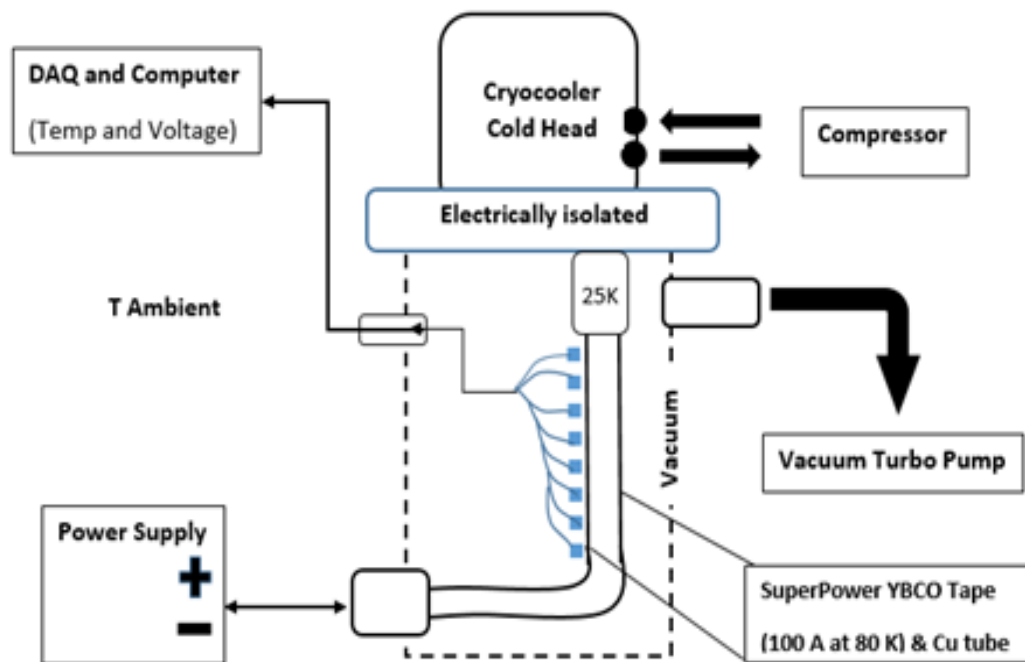 DAQ and Computer
(Temp and Voltage)
Cryocooler
Cold Head
Compressor
Electrically isolated
25K
T Ambient
Vacuum
Vacuum Turbo Pump
Power Supply
+
−
SuperPower YBCO Tape
(100 A at 80 K) & Cu tube